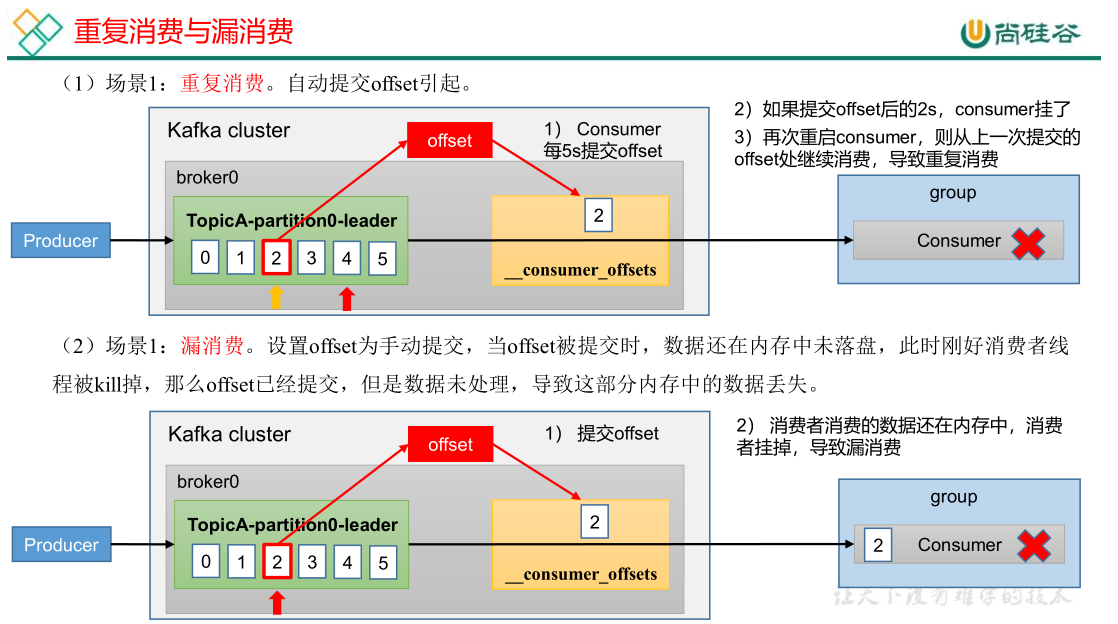 重复消费与漏消费
尚硅谷
（1）场景1：重复消费。自动提交offset引起。
Kafka cluster
offset
1） Consumer
每5s提交offset
2）如果提交offset后的2s，consumer挂了
3）再次重启consumer，则从上一次提交的
offset处继续消费，导致重复消费
broker0
TopicA-partition0-leader
0 1 2 3 4 5
2
__consumer_offsets
Producer
group
Consumer
（2）场景1：漏消费。设置offset为手动提交，当offset被提交时，数据还在内存中未落盘，此时刚好消费者线
程被kill掉，那么offset已经提交，但是数据未处理，导致这部分内存中的数据丢失。
Kafka cluster
offset
1） 提交offset
2） 消费者消费的数据还在内存中，消费
者挂掉，导致漏消费
broker0
TopicA-partition0-leader
0 1 2 3 4 5
2
__consumer_offsets
Producer
group
2 Consumer
让天下没有难学的技术